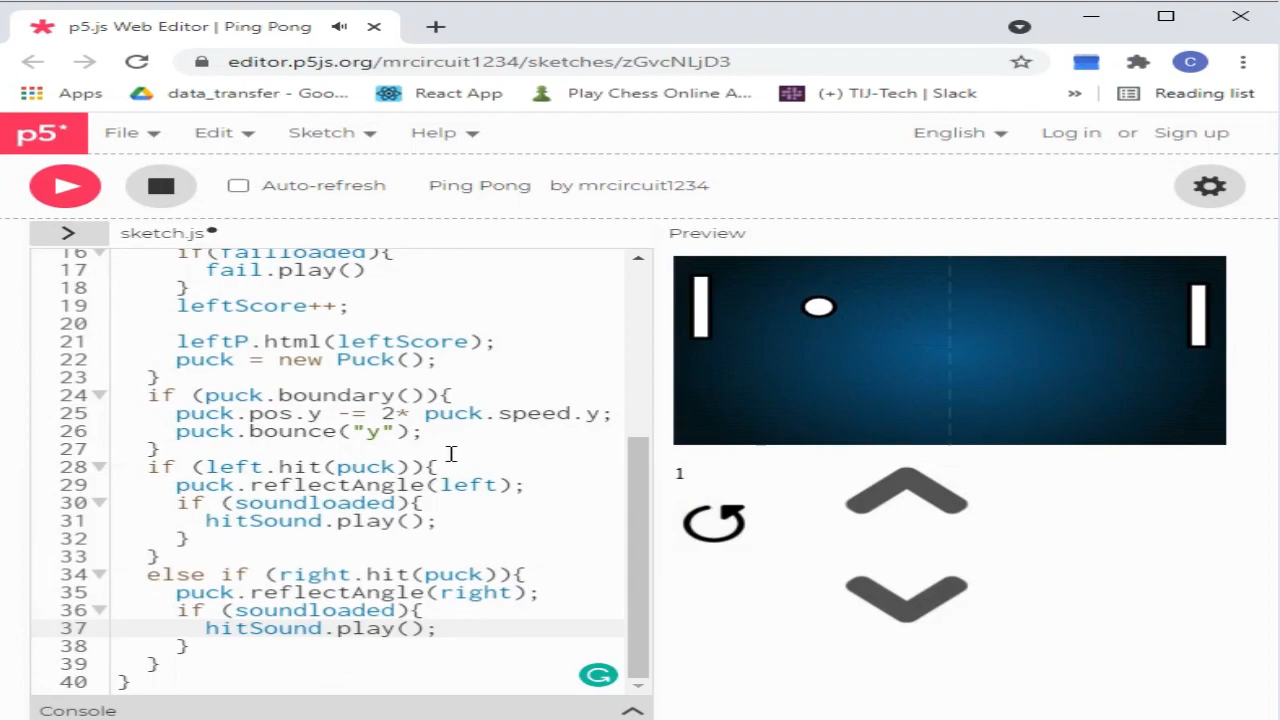 p5.js Web Editor | Ping Pong
editor.p5js.org/mrcircuit1234/sketches/zGvcNLjD3
Apps data_transfer - Goo... React App Play Chess Online A... (+) TIJ-Tech | Slack » Reading list
p5* File Edit Sketch Help English Log in or Sign up
Auto-refresh Ping Pong by mrcircuit1234
> sketch.js Preview
16 if(failloaded){
17 fail.play()
18 }
19 leftScore++;
20
21 leftP.html(leftScore);
22 puck = new Puck();
23 }
24 if (puck.boundary()){
25 puck.pos.y -= 2* puck.speed.y;
26 puck.bounce("y");
27 }
28 if (left.hit(puck)){
29 puck.reflectAngle(left);
30 if (soundloaded){
31 hitSound.play();
32 }
33 }
34 else if (right.hit(puck)){
35 puck.reflectAngle(right);
36 if (soundloaded){
37 hitSound.play();
38 }
39 }
40 }
Console
1
C